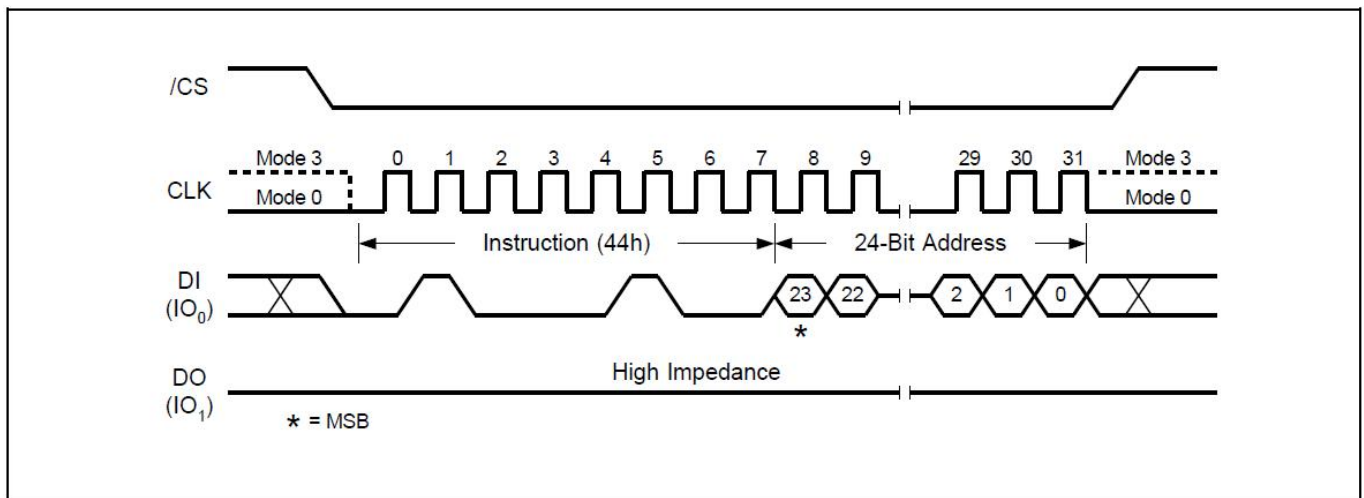 /CS
Mode 3 0 1 2 3 4 5 6 7 8 9 29 30 31 Mode 3
CLK
Mode 0 Mode 0
Instruction (44h) 24-Bit Address
DI
(IO₀)
23 22 2 1 0
*
High Impedance
DO
(IO₁)
* = MSB